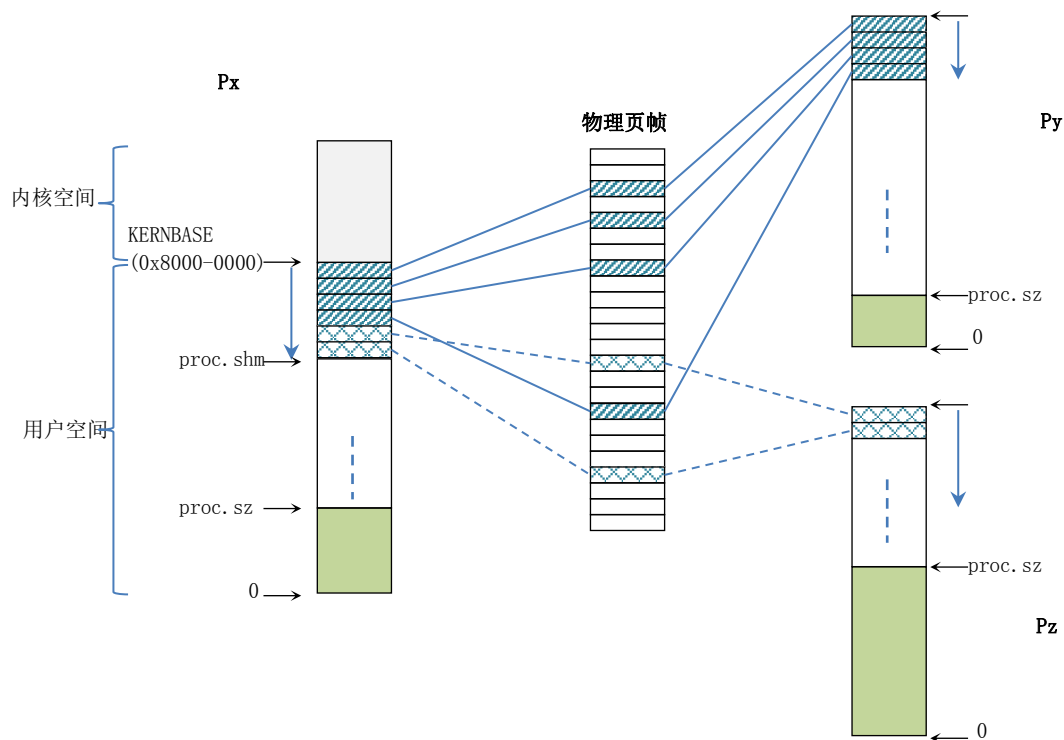 Px
物理页帧
Py
内核空间
KERNBASE
(0x8000-0000)
proc.shm
用户空间
proc.sz
0
proc.sz
0
proc.sz
Pz
0